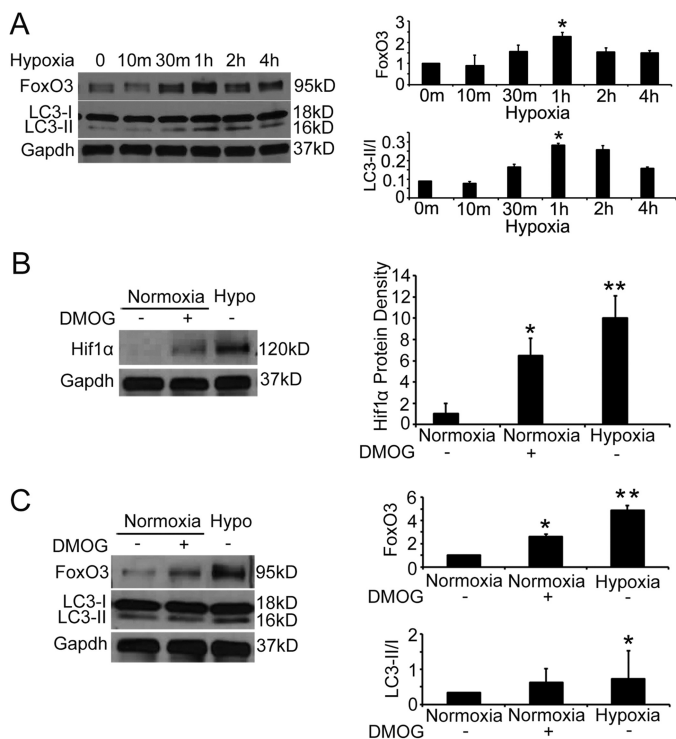 A
Hypoxia 0 10m 30m 1h 2h 4h
FoxO3 95kD
LC3-I 18kD
LC3-II 16kD
Gapdh 37kD
FoxO3
3
2
1
0
*
0m 10m 30m 1h 2h 4h
Hypoxia
LC3-II/I
0.3
0.2
0.1
0
*
0m 10m 30m 1h 2h 4h
Hypoxia
B
Normoxia Hypo
DMOG - + -
Hif1α 120kD
Gapdh 37kD
Hif1α Protein Density
14
12
10
8
6
4
2
0
* **
Normoxia Normoxia Hypoxia
DMOG - + -
C
Normoxia Hypo
DMOG - + -
FoxO3 95kD
LC3-I 18kD
LC3-II 16kD
Gapdh 37kD
FoxO3
6
4
2
0
* **
Normoxia Normoxia Hypoxia
DMOG - + -
LC3-II/I
2
1
0
*
Normoxia Normoxia Hypoxia
DMOG - + -